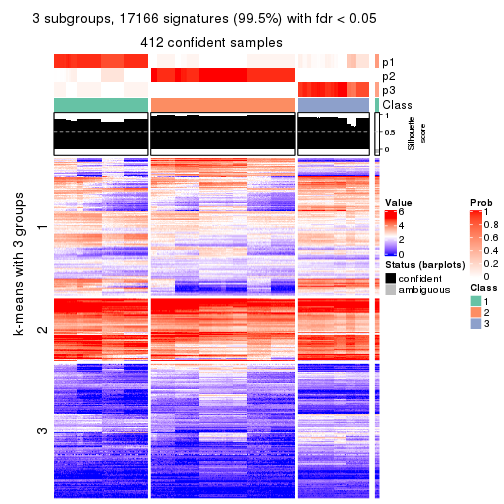 3 subgroups, 17166 signatures (99.5%) with fdr < 0.05
412 confident samples
p1
p2
p3
Class
1
0.5
0
Silhouette
score
k-means with 3 groups
1
2
3
Value
6
4
2
0
Status (barplots)
confident
ambiguous
Prob
1
0.8
0.6
0.4
0.2
0
Class
1
2
3